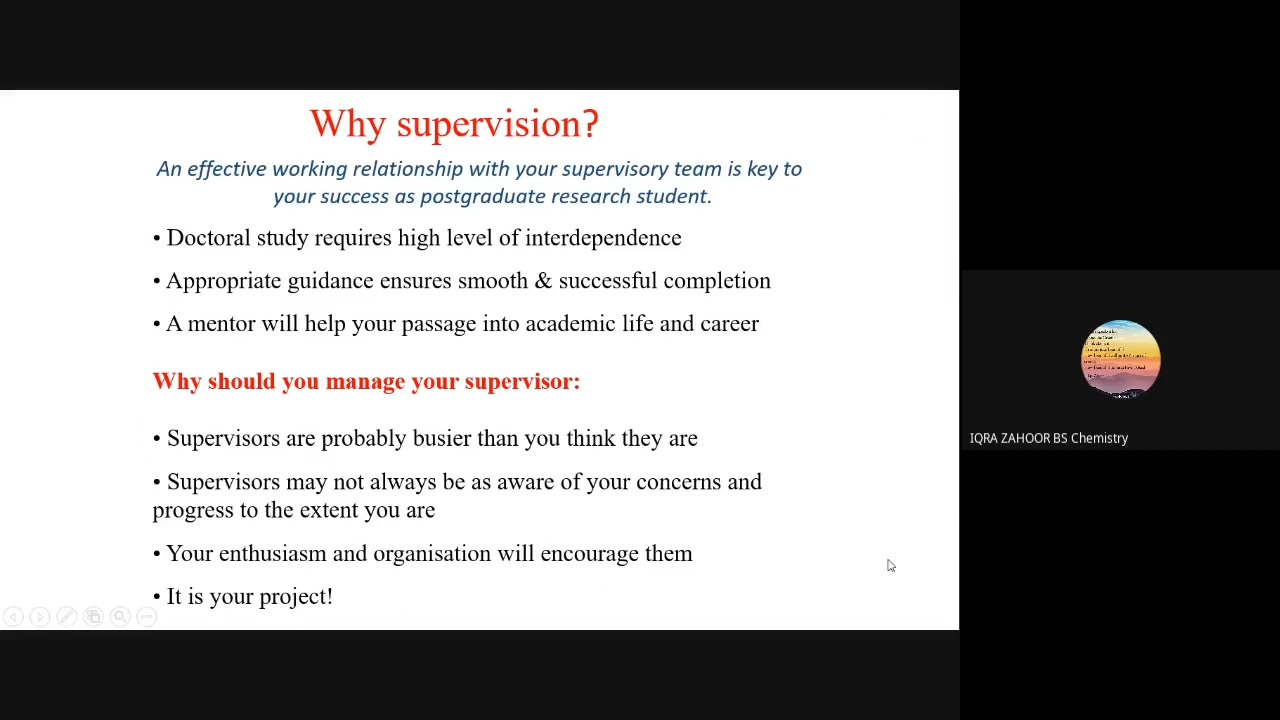 Why supervision?
An effective working relationship with your supervisory team is key to
your success as postgraduate research student.
• Doctoral study requires high level of interdependence
• Appropriate guidance ensures smooth & successful completion
• A mentor will help your passage into academic life and career
Why should you manage your supervisor:
• Supervisors are probably busier than you think they are
• Supervisors may not always be as aware of your concerns and
progress to the extent you are
• Your enthusiasm and organisation will encourage them
• It is your project!
IQRA ZAHOOR BS Chemistry